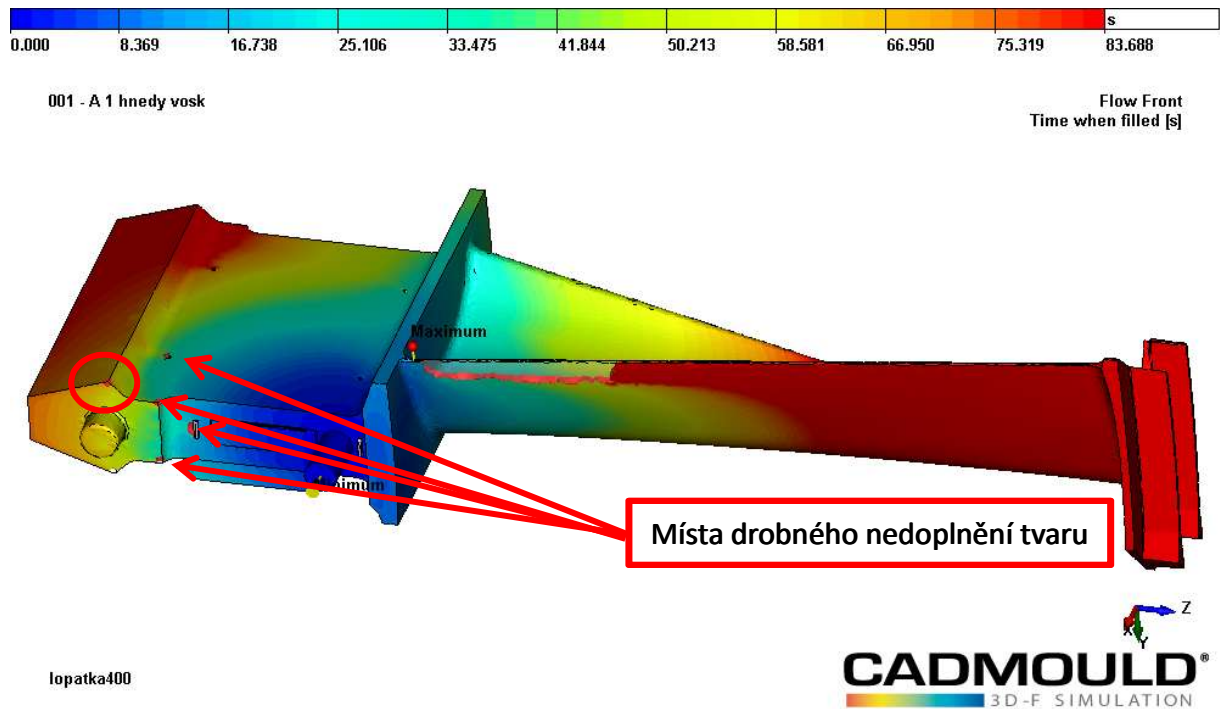 s
0.000 8.369 16.738 25.106 33.475 41.844 50.213 58.581 66.950 75.319 83.688
001 - A 1 hnedy vosk
Flow Front
Time when filled [s]
Maximum
Místa drobného nedoplnění tvaru
Z
X
Y
lopatka400
CADMOULD®
3D-F SIMULATION